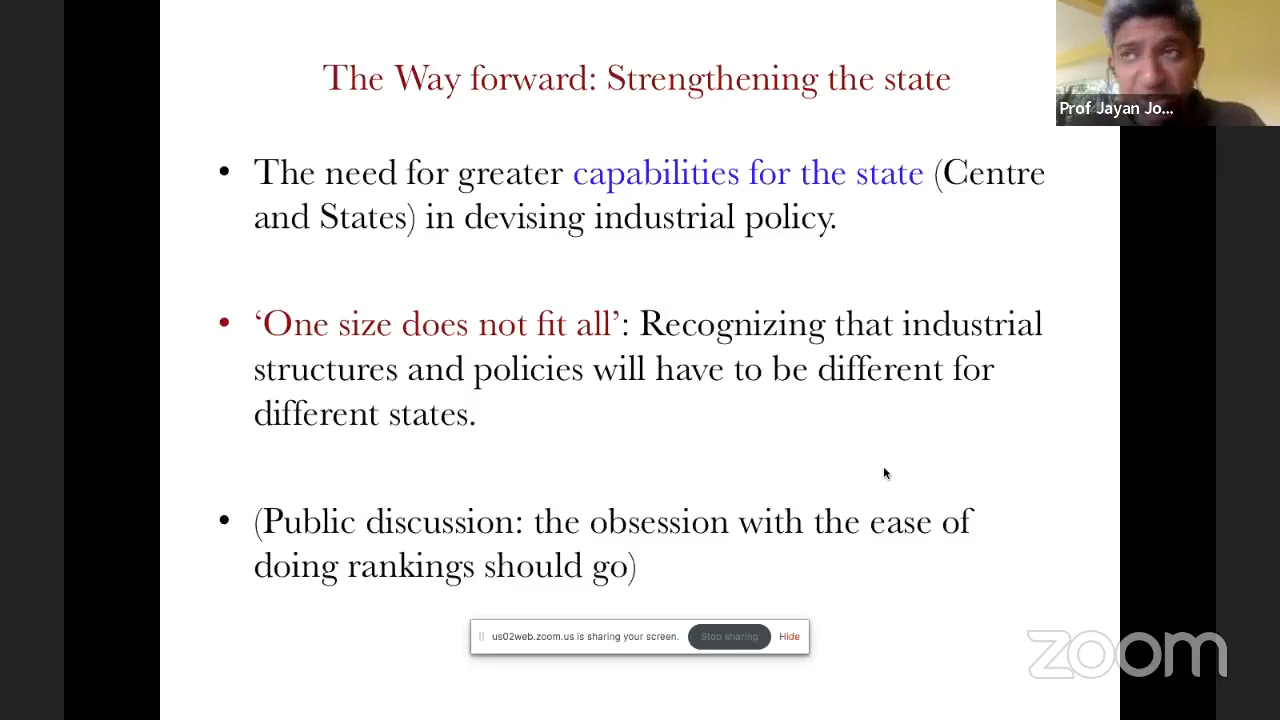 The Way forward: Strengthening the state
Prof Jayan Jo...
• The need for greater capabilities for the state (Centre
and States) in devising industrial policy.
• ‘One size does not fit all’: Recognizing that industrial
structures and policies will have to be different for
different states.
• (Public discussion: the obsession with the ease of
doing rankings should go)
us02web.zoom.us is sharing your screen. Stop sharing Hide
zoom